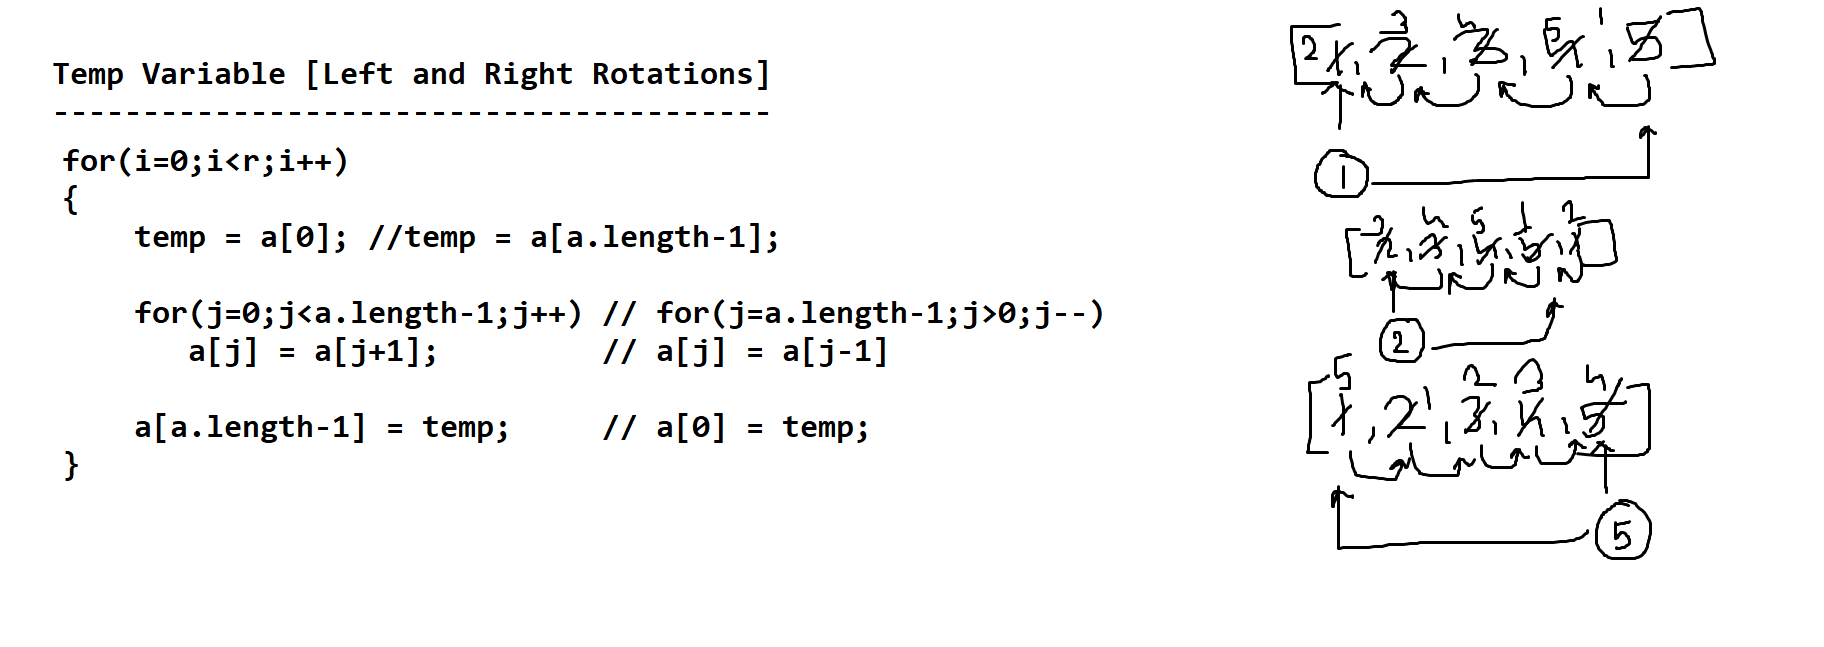 Temp Variable [Left and Right Rotations]
----------------------------------------
for(i=0;i<r;i++)
{
temp = a[0]; //temp = a[a.length-1];
for(j=0;j<a.length-1;j++) // for(j=a.length-1;j>0;j--)
a[j] = a[j+1]; // a[j] = a[j-1]
a[a.length-1] = temp; // a[0] = temp;
}
3 4 5 1
[2 1, 2, 3, 4, 5]
1
3 4 5 1 2
[2, 3, 4, 5, 1]
2
5 1 2 3 4
[1, 2, 3, 4, 5]
5